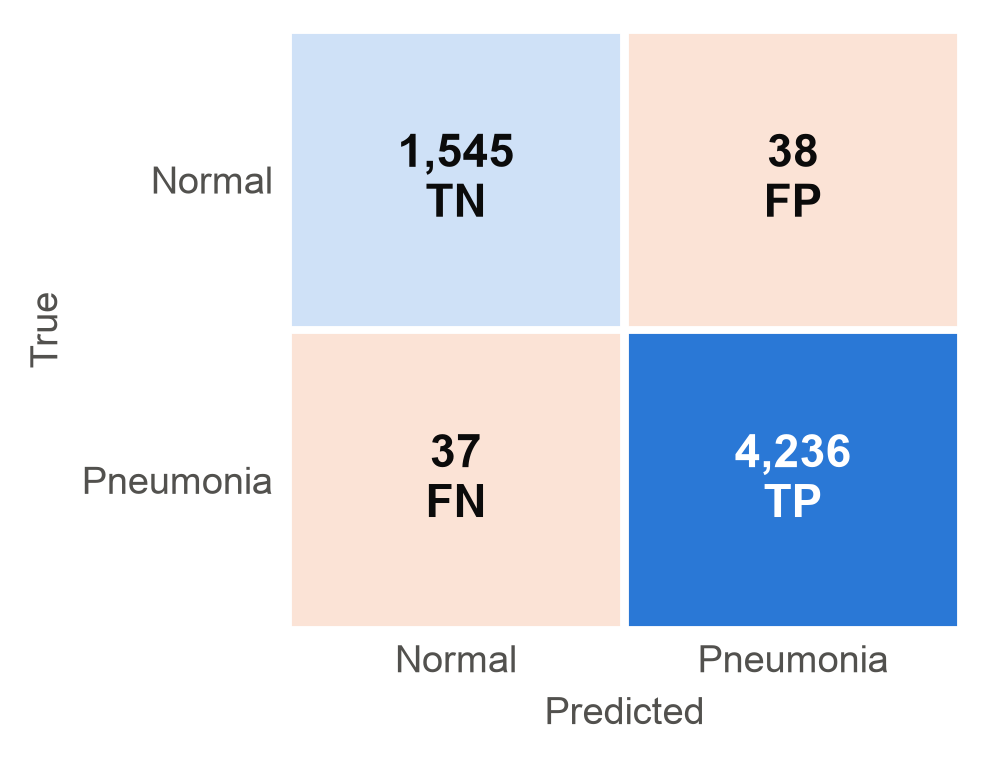 1,545
TN
38
FP
Normal
True
37
FN
4,236
TP
Pneumonia
Normal
Pneumonia
Predicted